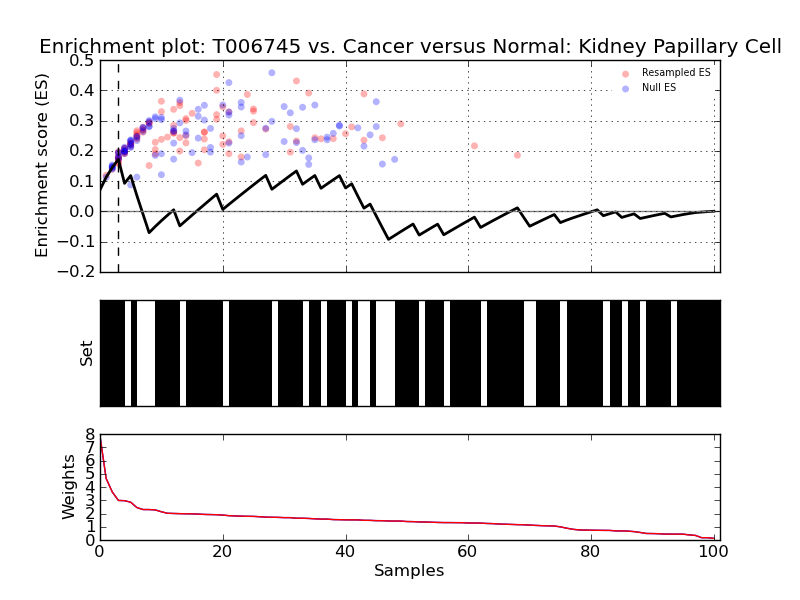 Enrichment plot: T006745 vs. Cancer versus Normal: Kidney Papillary Cell
0.5
0.4
0.3
0.2
0.1
0.0
−0.1
−0.2
Enrichment score (ES)
Resampled ES
Null ES
Set
8
7
6
5
4
3
2
1
0
Weights
0 20 40 60 80 100
Samples